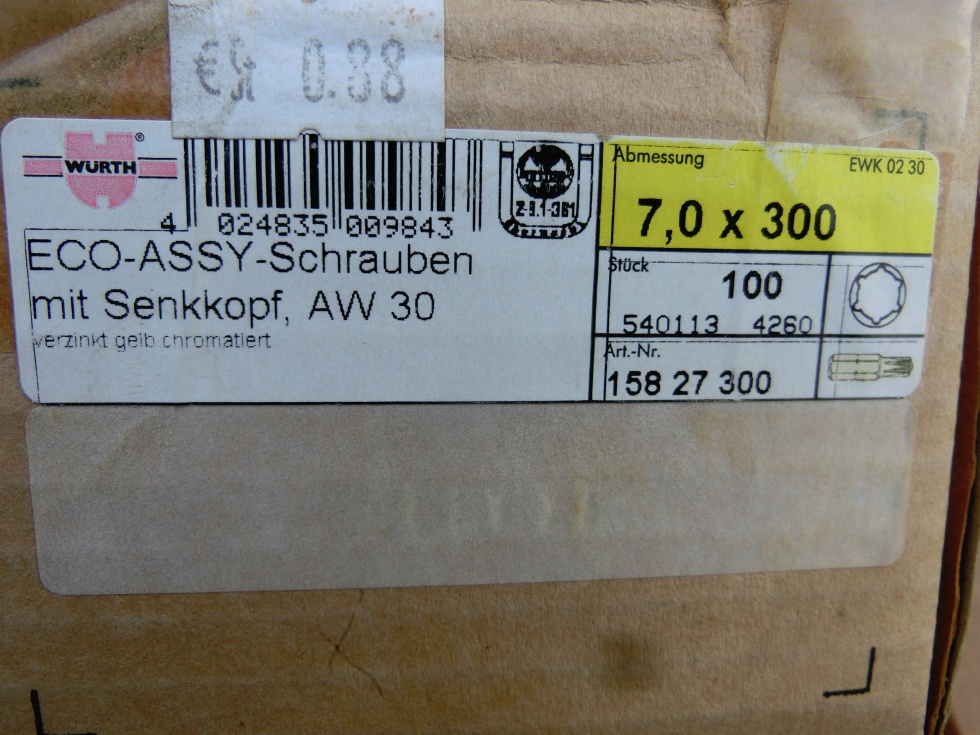 0.88
WÜRTH®
4 024835 009843
Z-9.1-361
ECO-ASSY-Schrauben
mit Senkkopf, AW 30
verzinkt gelb chromatiert
Abmessung EWK 02 30
7,0 x 300
Stück
100
540113 4260
Art.-Nr.
158 27 300